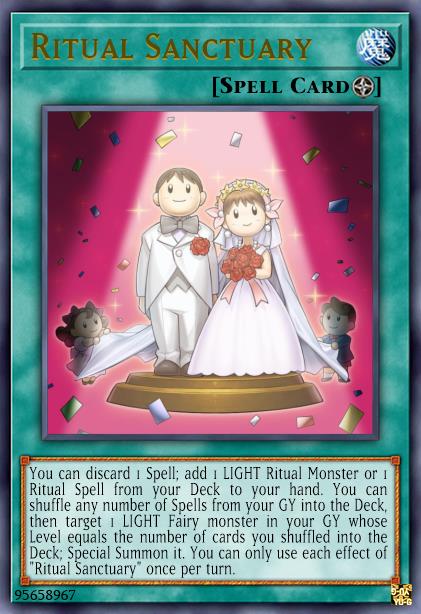 Ritual Sanctuary
魔
[Spell Card]
You can discard 1 Spell; add 1 LIGHT Ritual Monster or 1
Ritual Spell from your Deck to your hand. You can
shuffle any number of Spells from your GY into the Deck,
then target 1 LIGHT Fairy monster in your GY whose
Level equals the number of cards you shuffled into the
Deck; Special Summon it. You can only use each effect of
"Ritual Sanctuary" once per turn.
95658967